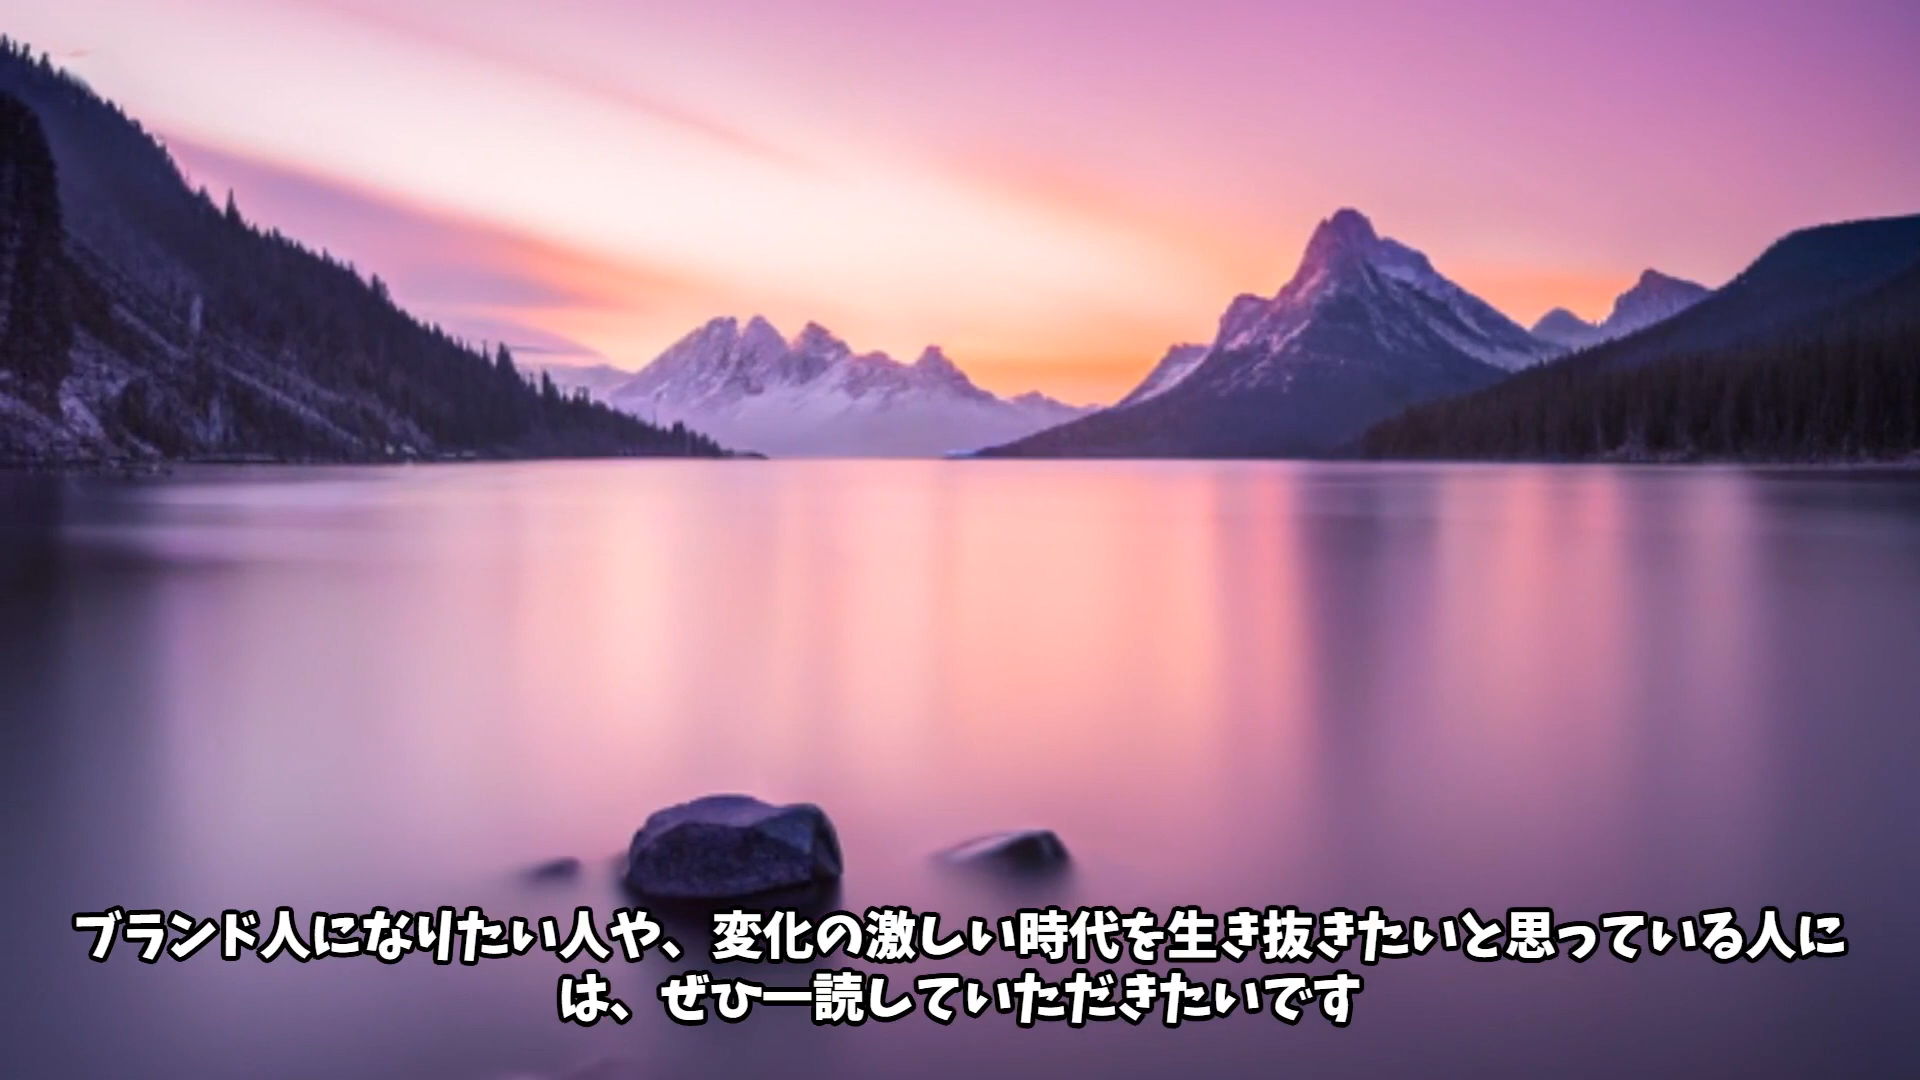 ブランド人になりたい人や、変化の激しい時代を生き抜きたいと思っている人に
は、ぜひ一読していただきたいです